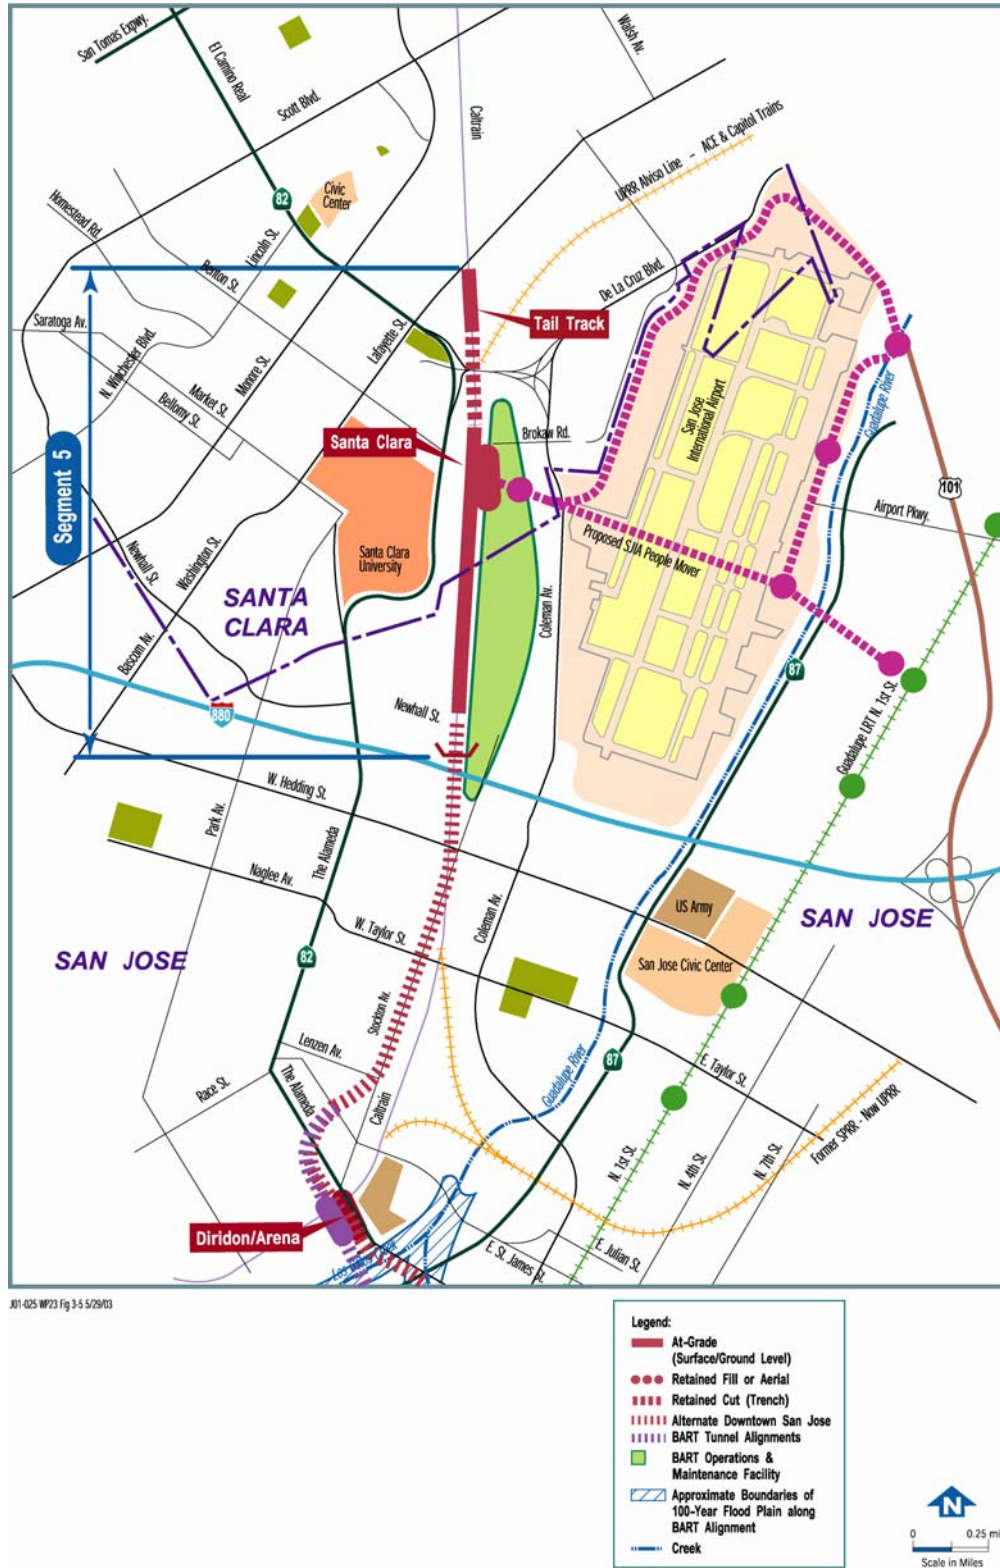 San Tomas Expwy.
El Camino Real
Scott Blvd.
Walsh Av.
Caltrain
UPRR Alviso Line - ACE & Capitol Trains
82
Civic
Center
Homestead Rd.
Lincoln St.
Benton St.
De La Cruz Blvd.
Saratoga Av.
N. Winchester Blvd.
Lafayette St.
Tail Track
Monore St.
Market St.
Bellomy St.
San Jose
International Airport
Guadalupe River
Santa Clara
Brokaw Rd.
Segment 5
101
Airport Pkwy.
Santa Clara
University
Proposed SJIA People Mover
Newhall St.
Washington St.
SANTA
CLARA
Coleman Av.
Bascom Av.
87
880
Newhall St.
Guadalupe LRT N. 1st St.
W. Hedding St.
Park Av.
The Alameda
Naglee Av.
Coleman Av.
US Army
SAN JOSE
W. Taylor St.
SAN JOSE
82
San Jose Civic Center
Stockton Av.
Lenzen Av.
87
E. Taylor St.
Race St.
The Alameda
Caltrain
Guadalupe River
Former SPRR - Now UPRR
N. 1st St.
N. 4th St.
N. 7th St.
Diridon/Arena
E. St. James St.
E. Julian St.
J01-025 WP23 Fig 3-5 5/29/03
Legend:
At-Grade
(Surface/Ground Level)
Retained Fill or Aerial
Retained Cut (Trench)
Alternate Downtown San Jose
BART Tunnel Alignments
BART Operations &
Maintenance Facility
Approximate Boundaries of
100-Year Flood Plain along
BART Alignment
Creek
N
0 0.25 mi
Scale in Miles